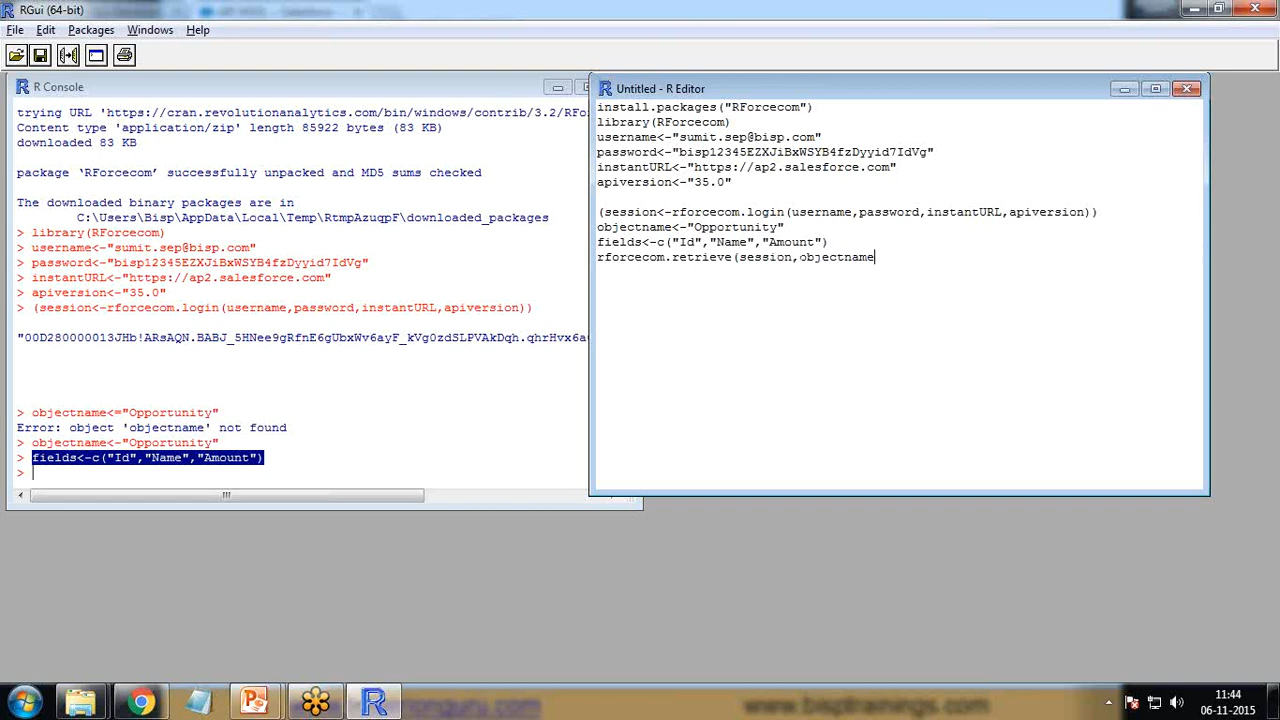 RGui (64-bit)
File Edit Packages Windows Help
R Console
trying URL 'https://cran.revolutionanalytics.com/bin/windows/contrib/3.2/RFo
Content type 'application/zip' length 85922 bytes (83 KB)
downloaded 83 KB
package ‘RForcecom’ successfully unpacked and MD5 sums checked
The downloaded binary packages are in
C:\Users\Bisp\AppData\Local\Temp\RtmpAzuqpF\downloaded_packages
> library(RForcecom)
> username<-"sumit.sep@bisp.com"
> password<-"bisp12345EZXJiBxWSYB4fzDyyid7IdVg"
> instantURL<-"https://ap2.salesforce.com"
> apiversion<-"35.0"
> (session<-rforcecom.login(username,password,instantURL,apiversion))
"00D280000013JHb!ARsAQN.BABJ_5HNee9gRfnE6gUbxWv6ayF_kVg0zdSLPVAkDqh.qhrHvx6a
> objectname<="Opportunity"
Error: object 'objectname' not found
> objectname<-"Opportunity"
> fields<-c("Id","Name","Amount")
>
Untitled - R Editor
install.packages("RForcecom")
library(RForcecom)
username<-"sumit.sep@bisp.com"
password<-"bisp12345EZXJiBxWSYB4fzDyyid7IdVg"
instantURL<-"https://ap2.salesforce.com"
apiversion<-"35.0"
(session<-rforcecom.login(username,password,instantURL,apiversion))
objectname<-"Opportunity"
fields<-c("Id","Name","Amount")
rforcecom.retrieve(session,objectname
www.bisptrainings.com
11:44
06-11-2015